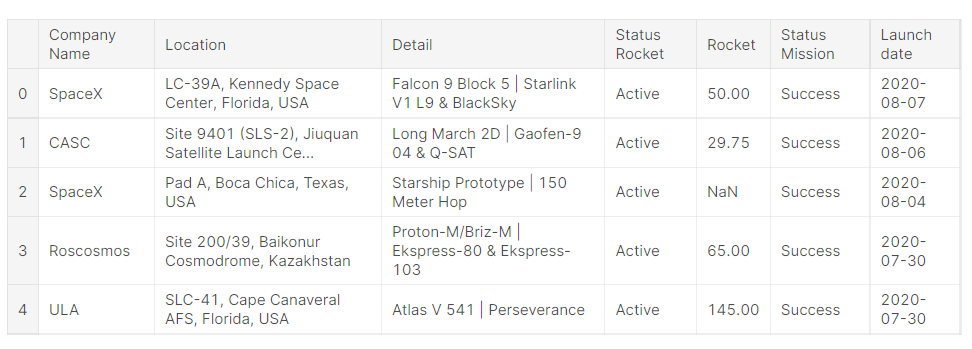 Company Name Location Detail Status Rocket Rocket Status Mission Launch date
0 SpaceX LC-39A, Kennedy Space Center, Florida, USA Falcon 9 Block 5 | Starlink V1 L9 & BlackSky Active 50.00 Success 2020-08-07
1 CASC Site 9401 (SLS-2), Jiuquan Satellite Launch Ce... Long March 2D | Gaofen-9 04 & Q-SAT Active 29.75 Success 2020-08-06
2 SpaceX Pad A, Boca Chica, Texas, USA Starship Prototype | 150 Meter Hop Active NaN Success 2020-08-04
3 Roscosmos Site 200/39, Baikonur Cosmodrome, Kazakhstan Proton-M/Briz-M | Ekspress-80 & Ekspress-103 Active 65.00 Success 2020-07-30
4 ULA SLC-41, Cape Canaveral AFS, Florida, USA Atlas V 541 | Perseverance Active 145.00 Success 2020-07-30